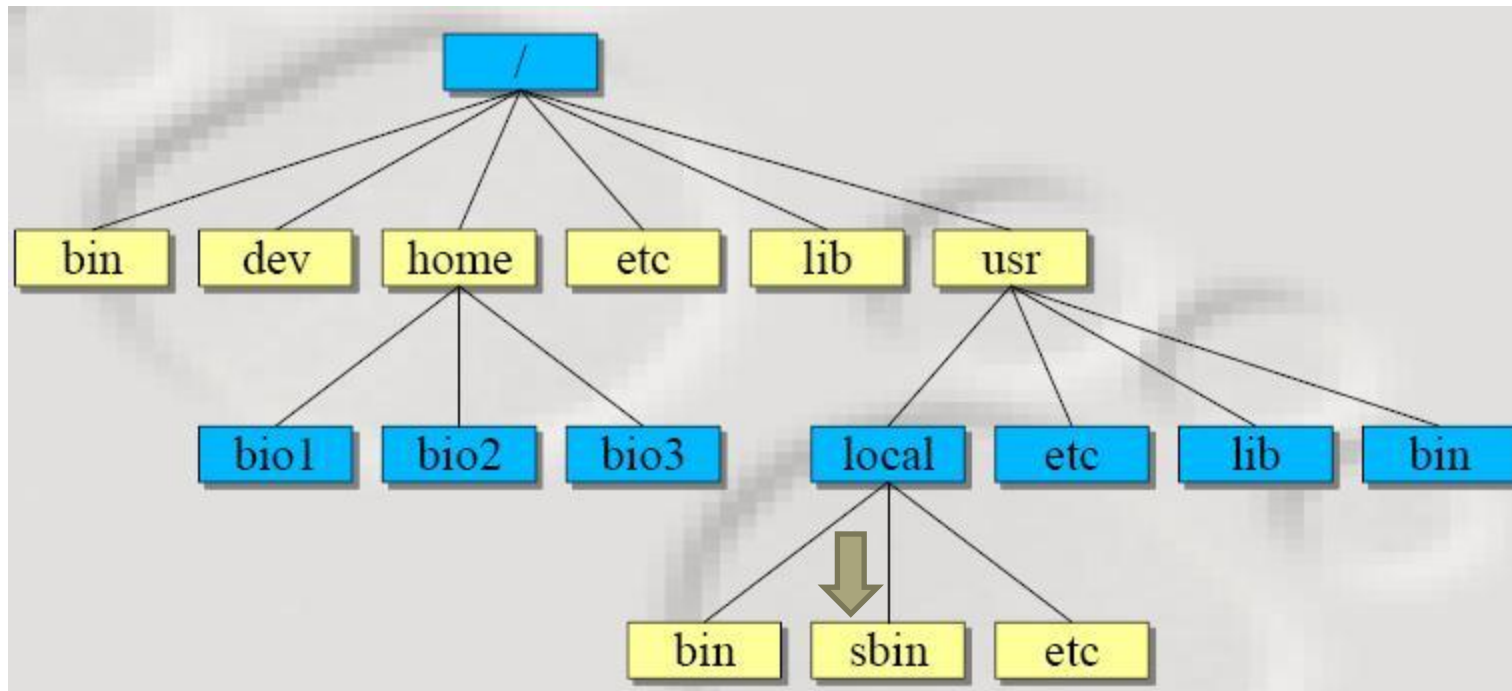 /
bin dev home etc lib usr
bio1 bio2 bio3 local etc lib bin
bin sbin etc